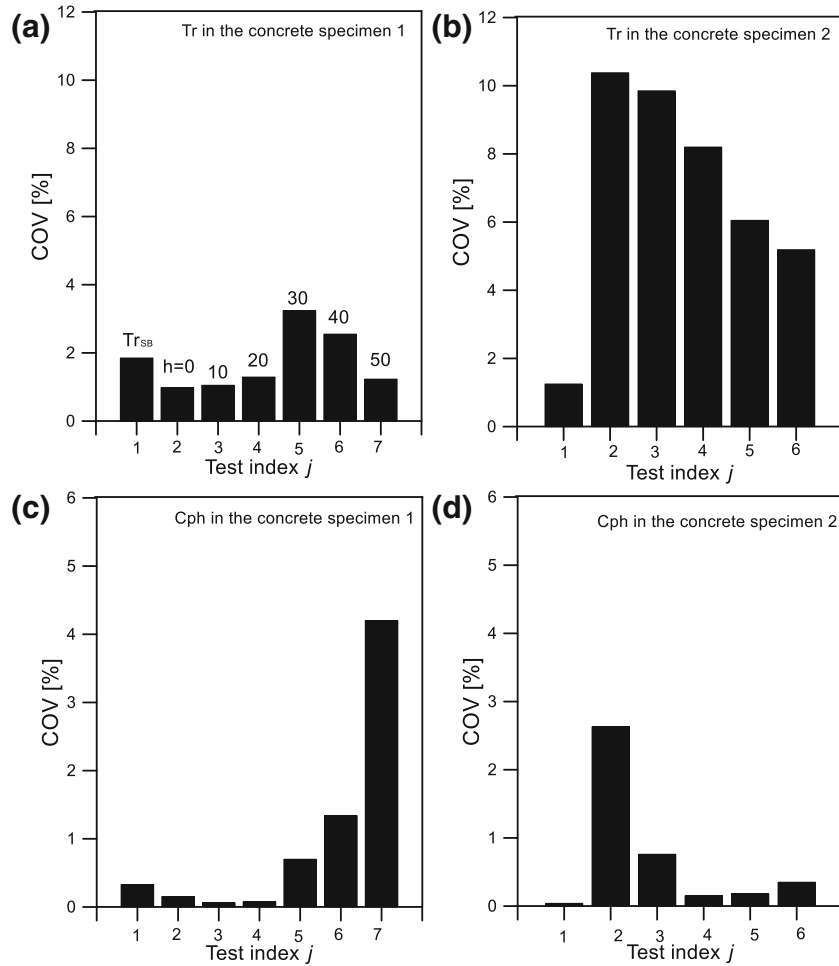 (a)
Tr in the concrete specimen 1
12
10
8
6
4
2
0
COV [%]
TrSB
h=0
10
20
30
40
50
1 2 3 4 5 6 7
Test index j
(b)
Tr in the concrete specimen 2
12
10
8
6
4
2
0
COV [%]
1 2 3 4 5 6
Test index j
(c)
Cph in the concrete specimen 1
6
5
4
3
2
1
0
COV [%]
1 2 3 4 5 6 7
Test index j
(d)
Cph in the concrete specimen 2
6
5
4
3
2
1
0
COV [%]
1 2 3 4 5 6
Test index j